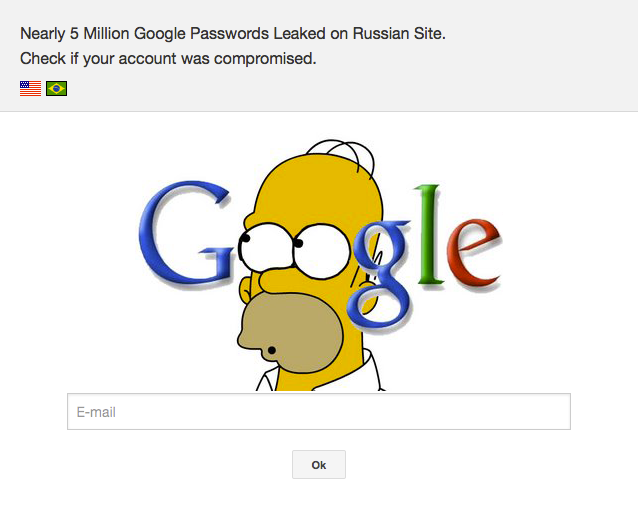 Nearly 5 Million Google Passwords Leaked on Russian Site.
Check if your account was compromised.
Google
E-mail
Ok